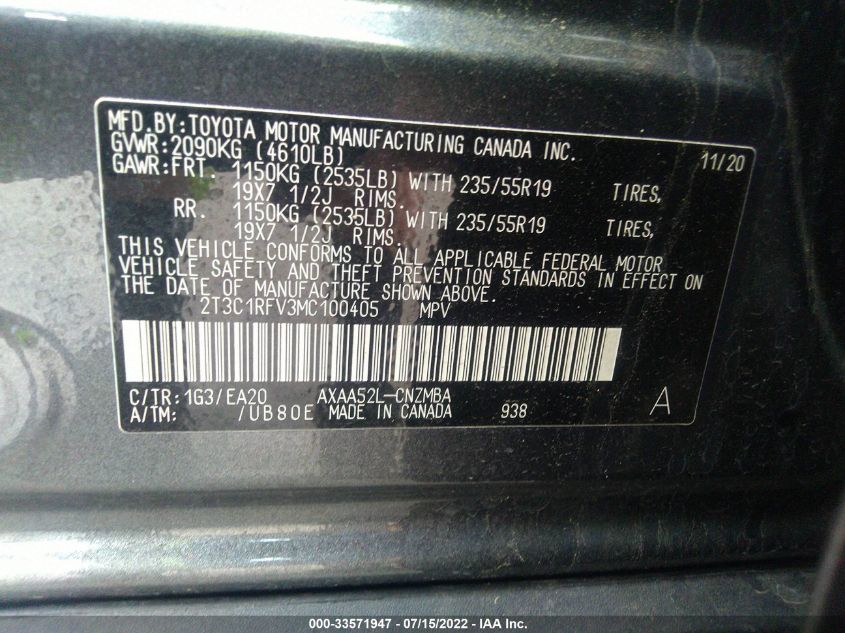 MFD.BY:TOYOTA MOTOR MANUFACTURING CANADA INC.
GVWR:2090KG (4610LB) 11/20
GAWR:FRT. 1150KG (2535LB) WITH 235/55R19 TIRES,
19X7 1/2J RIMS.
RR. 1150KG (2535LB) WITH 235/55R19 TIRES,
19X7 1/2J RIMS.
THIS VEHICLE CONFORMS TO ALL APPLICABLE FEDERAL MOTOR
VEHICLE SAFETY AND THEFT PREVENTION STANDARDS IN EFFECT ON
THE DATE OF MANUFACTURE SHOWN ABOVE.
2T3C1RFV3MC100405 MPV
C/TR:1G3/EA20 AXAA52L-CNZMBA
A/TM: /UB80E MADE IN CANADA 938 A
000-33571947 - 07/15/2022 - IAA Inc.